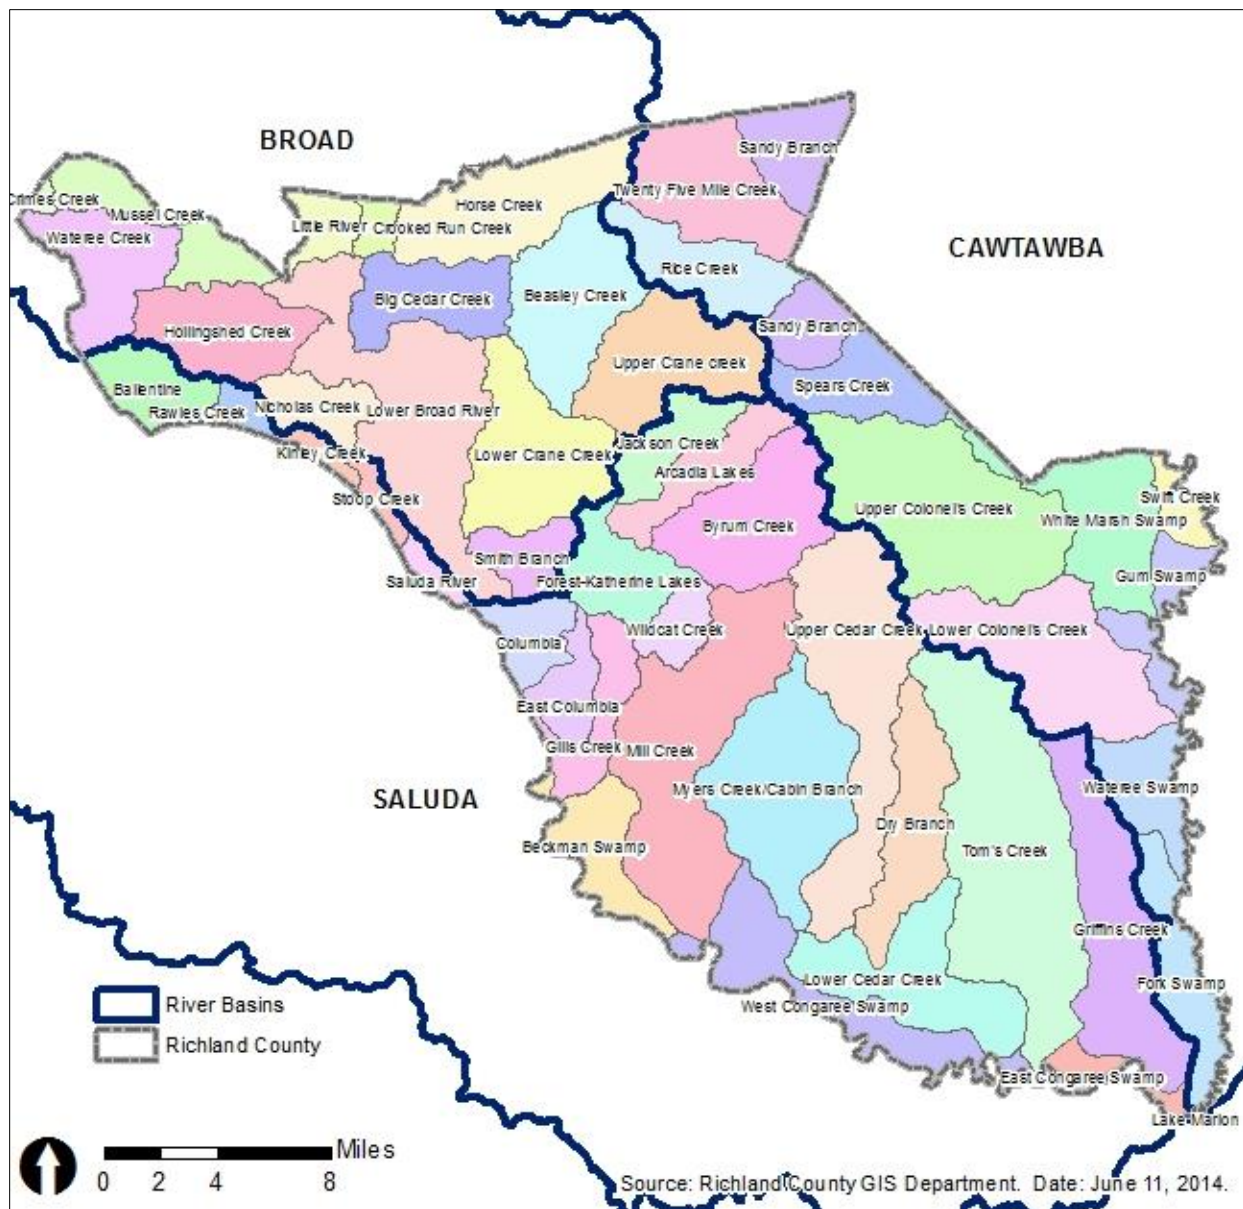 BROAD
Sandy Branch
Twenty Five Mile Creek
Crimes Creek
Mussel Creek
Horse Creek
Little River
Crooked Run Creek
Wateree Creek
CAWTAWBA
Rice Creek
Big Cedar Creek
Beasley Creek
Hollingshed Creek
Sandy Branch
Upper Crane creek
Ballentine
Spears Creek
Rawles Creek
Nicholas Creek
Lower Broad River
Jackson Creek
Kinley Creek
Lower Crane Creek
Arcadia Lakes
Stoop Creek
Swift Creek
Upper Colonel's Creek
White Marsh Swamp
Byrum Creek
Smith Branch
Saluda River
Forest-Katherine Lakes
Gum Swamp
Columbia
Wildcat Creek
Upper Cedar Creek
Lower Colonel's Creek
East Columbia
Gills Creek
Mill Creek
SALUDA
Myers Creek/Cabin Branch
Wateree Swamp
Dry Branch
Beckman Swamp
Tom's Creek
Griffins Creek
Lower Cedar Creek
Fork Swamp
West Congaree Swamp
East Congaree Swamp
Lake Marion
River Basins
Richland County
Miles
0 2 4 8
Source: Richland County GIS Department. Date: June 11, 2014.